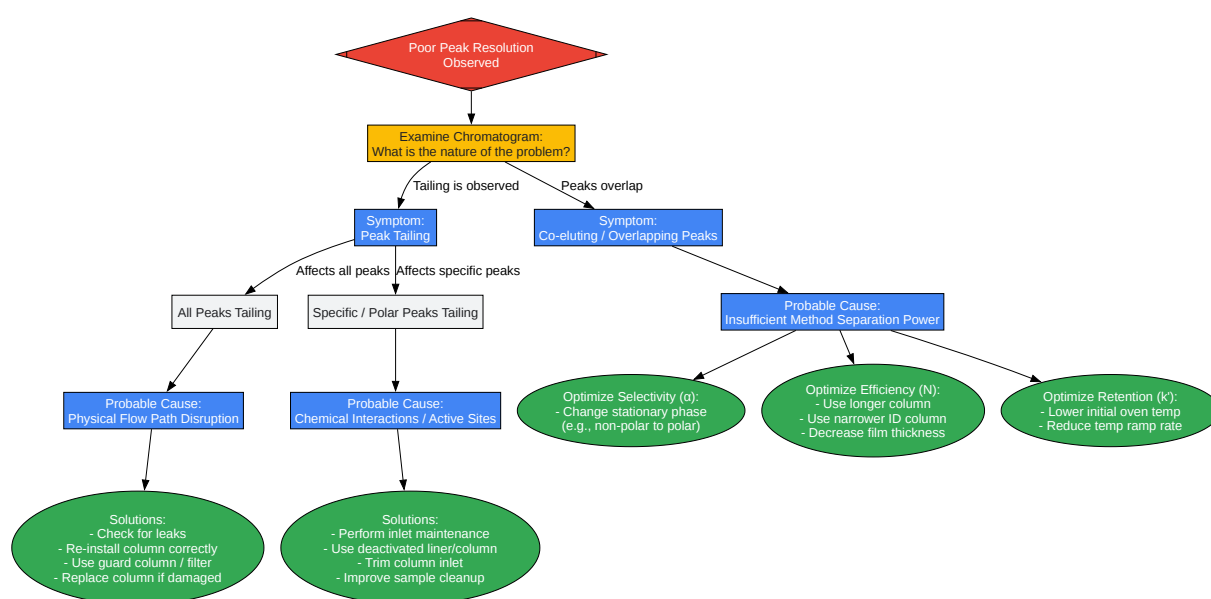 Poor Peak Resolution
Observed
Examine Chromatogram:
What is the nature of the problem?
Tailing is observed
Peaks overlap
Symptom:
Peak Tailing
Symptom:
Co-eluting / Overlapping Peaks
Affects all peaks
Affects specific peaks
All Peaks Tailing
Specific / Polar Peaks Tailing
Probable Cause:
Insufficient Method Separation Power
Probable Cause:
Physical Flow Path Disruption
Probable Cause:
Chemical Interactions / Active Sites
Optimize Selectivity (α):
- Change stationary phase
(e.g., non-polar to polar)
Optimize Efficiency (N):
- Use longer column
- Use narrower ID column
- Decrease film thickness
Optimize Retention (k'):
- Lower initial oven temp
- Reduce temp ramp rate
Solutions:
- Check for leaks
- Re-install column correctly
- Use guard column / filter
- Replace column if damaged
Solutions:
- Perform inlet maintenance
- Use deactivated liner/column
- Trim column inlet
- Improve sample cleanup